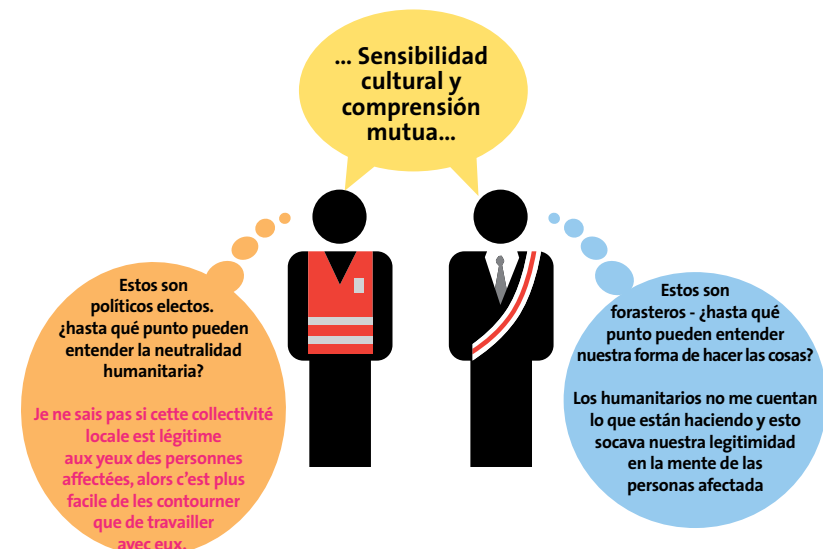 ... Sensibilidad
cultural y
comprensión
mutua...
Estos son
políticos electos.
¿hasta qué punto pueden
entender la neutralidad
humanitaria?
Je ne sais pas si cette collectivité
locale est légitime
aux yeux des personnes
affectées, alors c’est plus
facile de les contourner
que de travailler
avec eux.
Estos son
forasteros - ¿hasta qué
punto pueden entender
nuestra forma de hacer las cosas?
Los humanitarios no me cuentan
lo que están haciendo y esto
socava nuestra legitimidad
en la mente de las
personas afectada